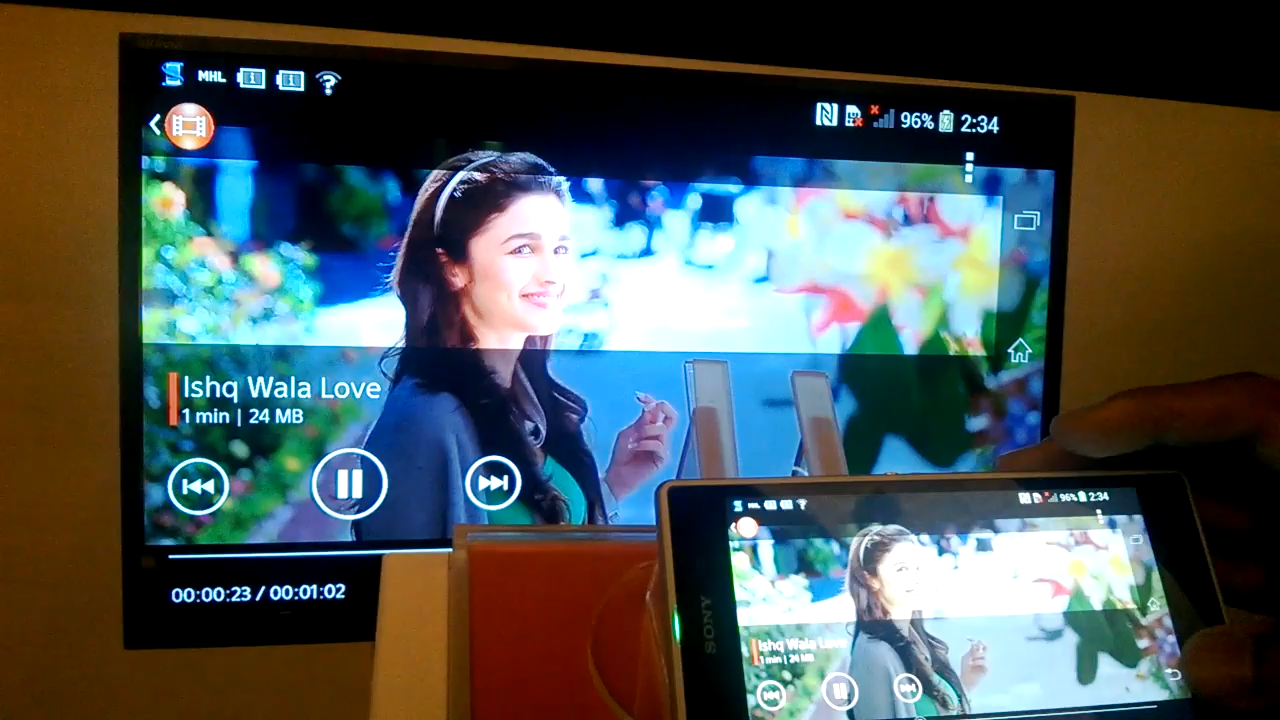 MHL
96% 2:34
Ishq Wala Love
1 min | 24 MB
00:00:23 / 00:01:02
SONY
96% 2:34
Ishq Wala Love
1 min | 24 MB